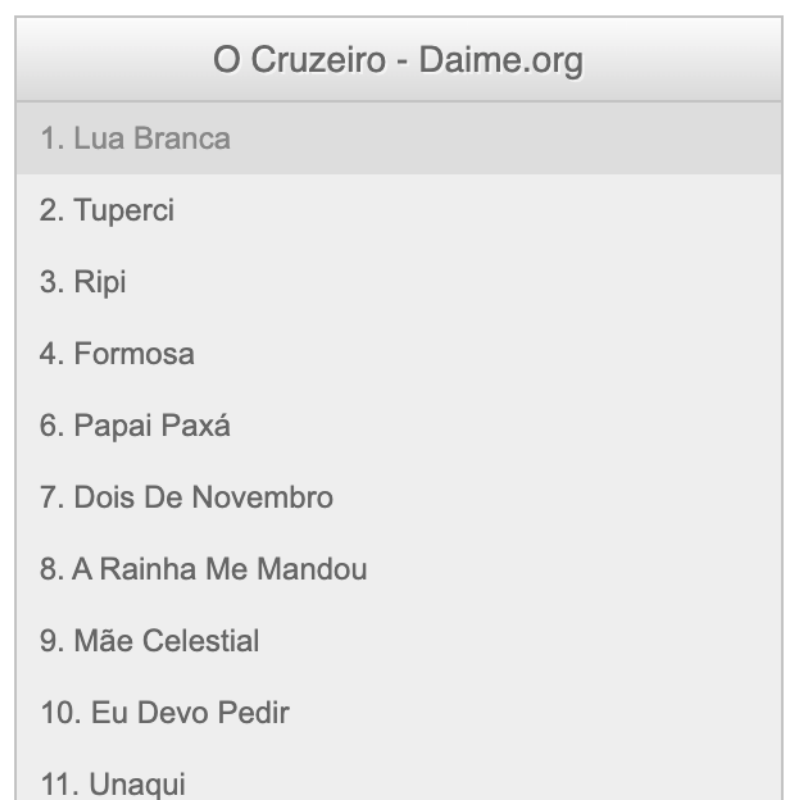 O Cruzeiro - Daime.org
1. Lua Branca
2. Tuperci
3. Ripi
4. Formosa
6. Papai Paxá
7. Dois De Novembro
8. A Rainha Me Mandou
9. Mãe Celestial
10. Eu Devo Pedir
11. Unaqui